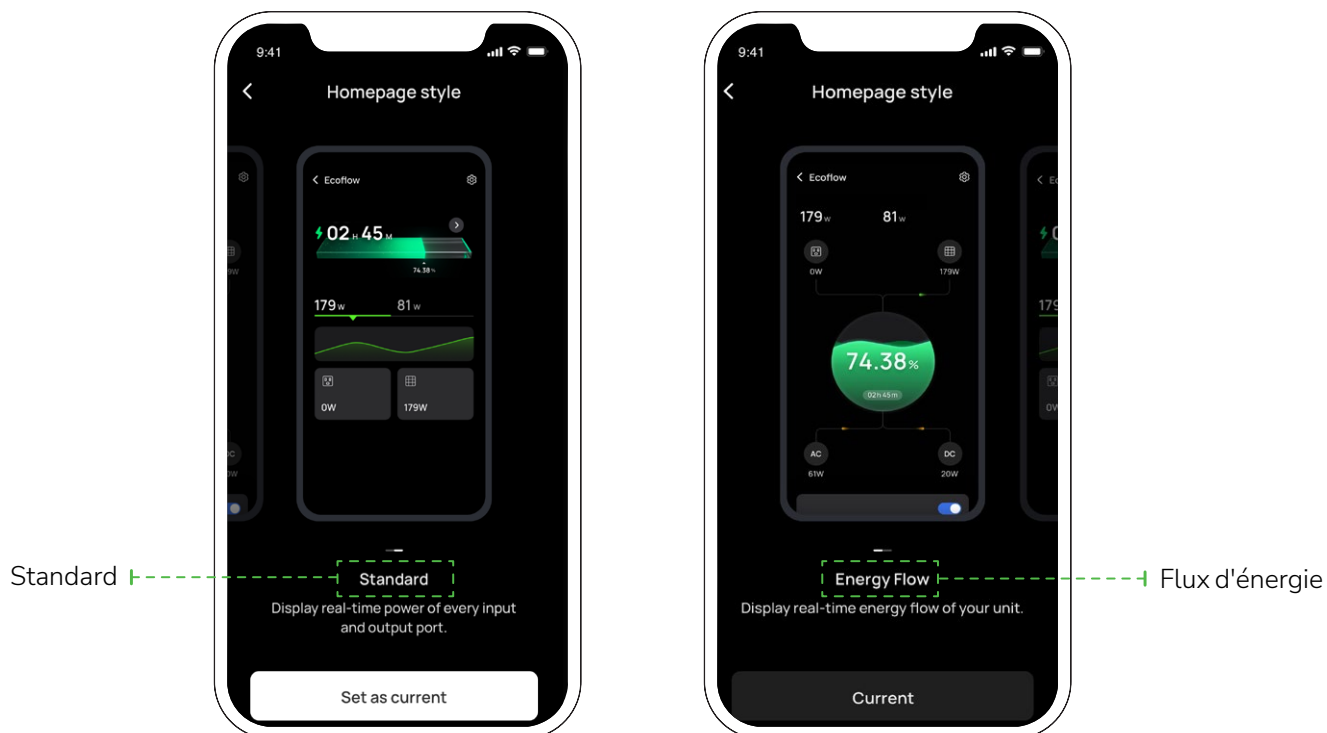 9:41
Homepage style
Ecoflow
02 H 45 M
74.38%
179 w 81 w
0W 179W
Standard
Standard
Display real-time power of every input
and output port.
Set as current
9:41
Homepage style
Ecoflow
179 w 81 w
0W 179W
74.38%
02h 45m
AC DC
61W 20W
Energy Flow
Flux d'énergie
Display real-time energy flow of your unit.
Current